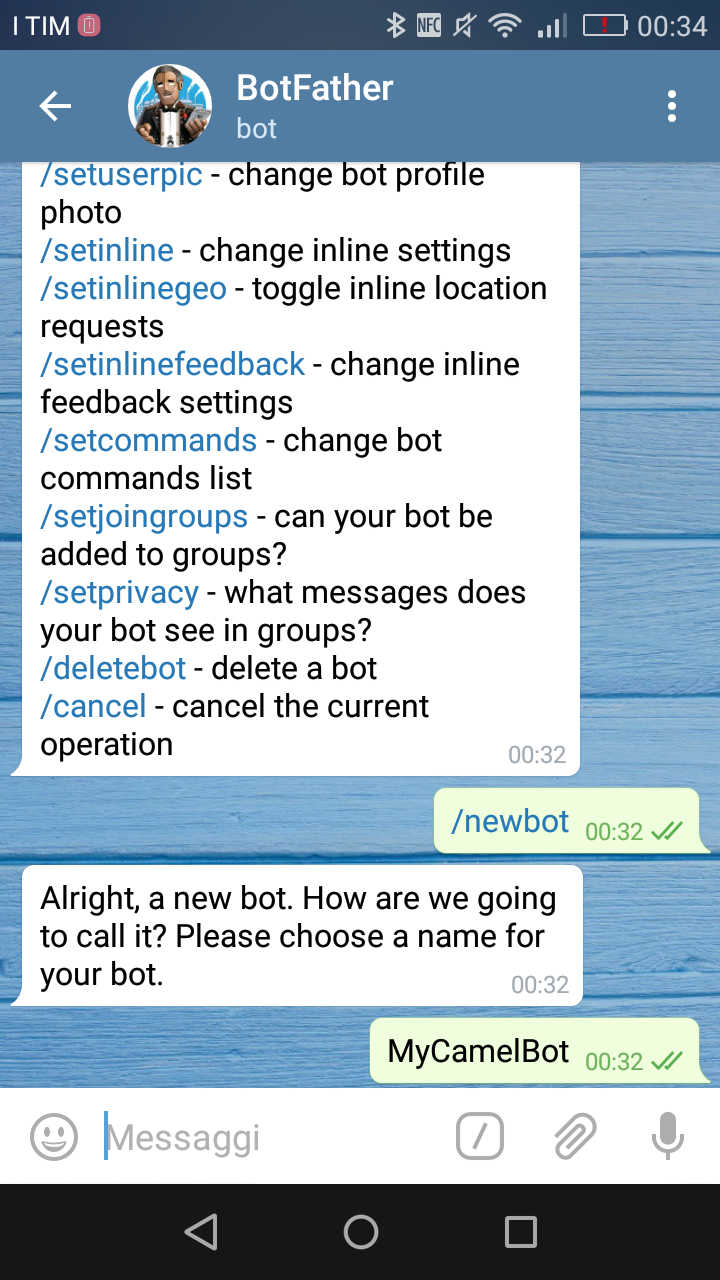 I TIM
NFC
00:34
BotFather
bot
/setuserpic - change bot profile
photo
/setinline - change inline settings
/setinlinegeo - toggle inline location
requests
/setinlinefeedback - change inline
feedback settings
/setcommands - change bot
commands list
/setjoingroups - can your bot be
added to groups?
/setprivacy - what messages does
your bot see in groups?
/deletebot - delete a bot
/cancel - cancel the current
operation
00:32
/newbot 00:32
Alright, a new bot. How are we going
to call it? Please choose a name for
your bot.
00:32
MyCamelBot 00:32
Messaggi